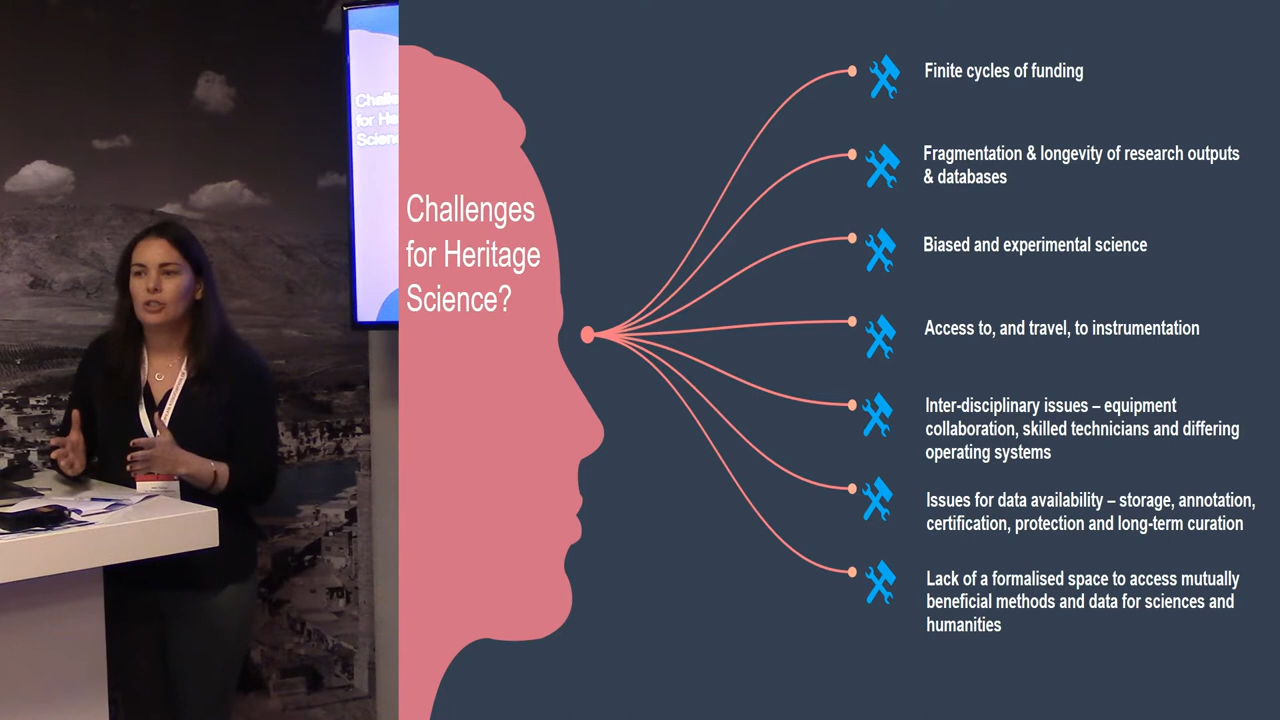 Challenges
for Heritage
Science?
Finite cycles of funding
Fragmentation & longevity of research outputs
& databases
Biased and experimental science
Access to, and travel, to instrumentation
Inter-disciplinary issues – equipment
collaboration, skilled technicians and differing
operating systems
Issues for data availability – storage, annotation,
certification, protection and long-term curation
Lack of a formalised space to access mutually
beneficial methods and data for sciences and
humanities